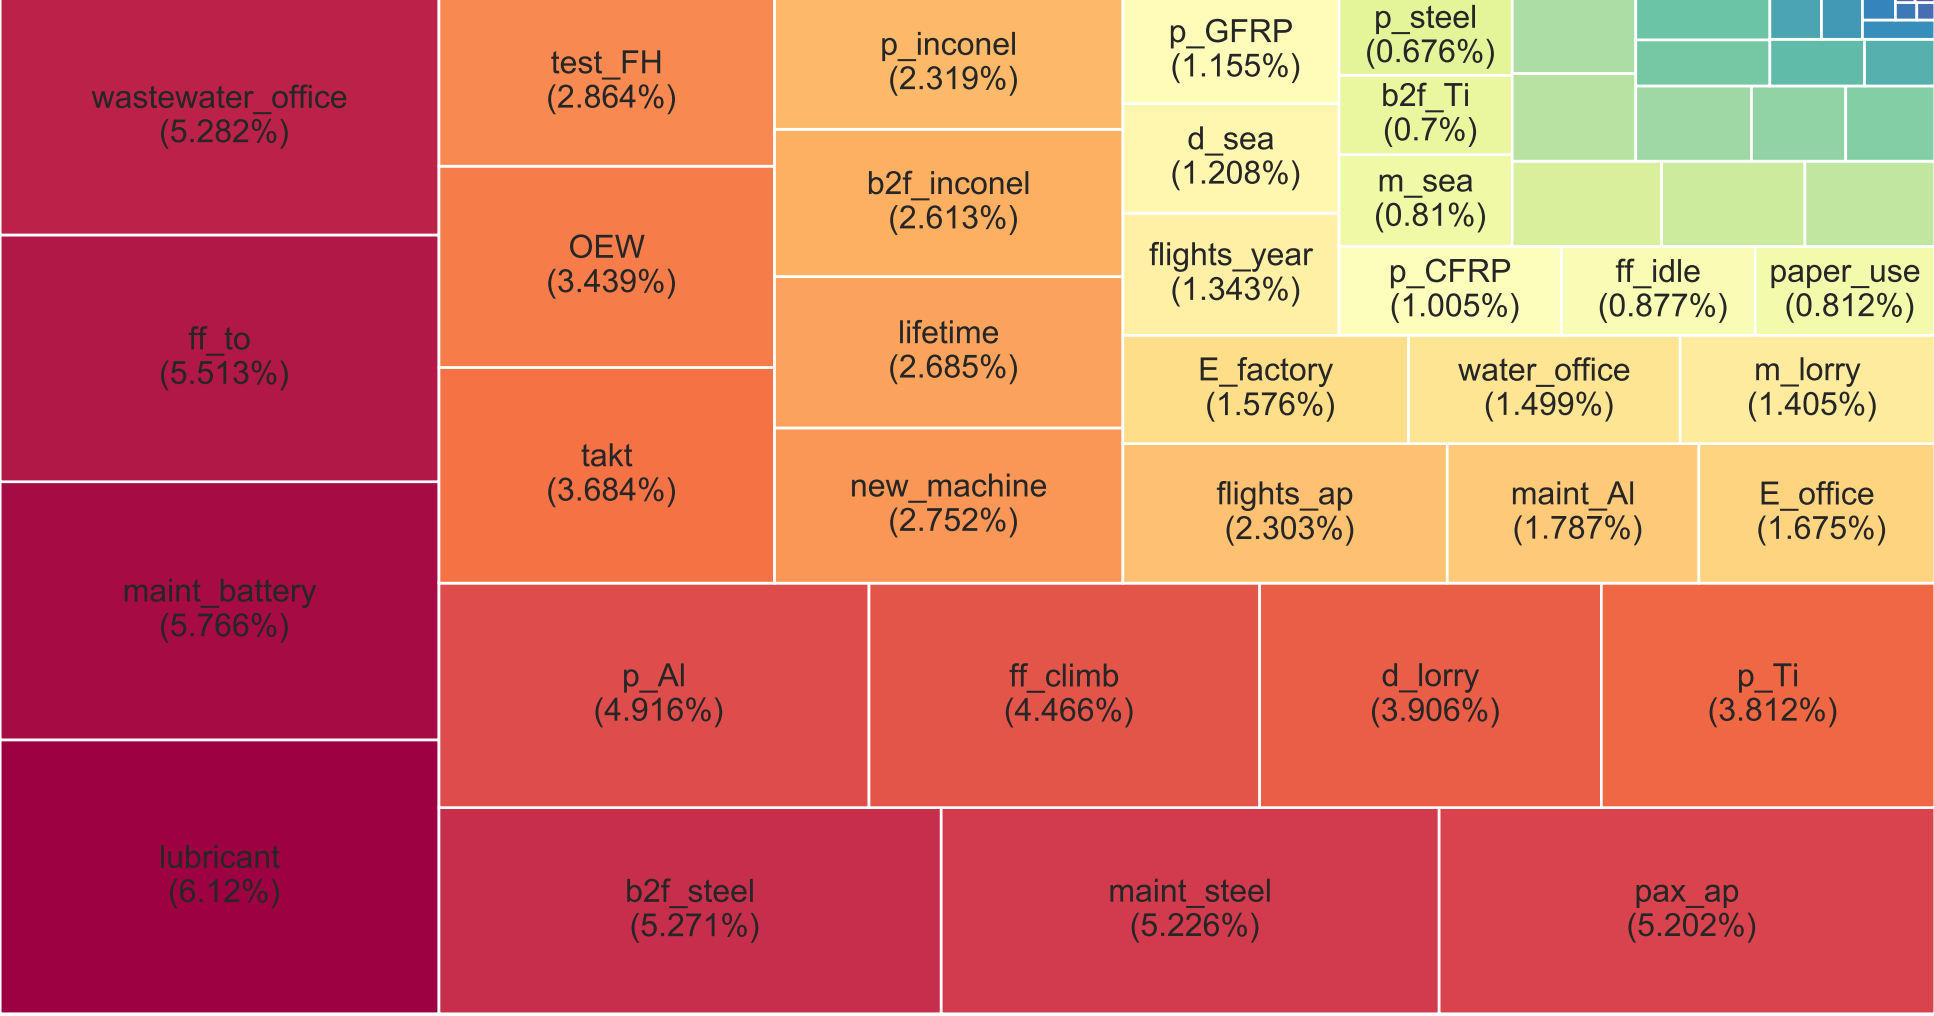 wastewater_office
(5.282%)
ff_to
(5.513%)
maint_battery
(5.766%)
lubricant
(6.12%)
test_FH
(2.864%)
OEW
(3.439%)
takt
(3.684%)
p_inconel
(2.319%)
b2f_inconel
(2.613%)
lifetime
(2.685%)
new_machine
(2.752%)
p_GFRP
(1.155%)
d_sea
(1.208%)
flights_year
(1.343%)
p_steel
(0.676%)
b2f_Ti
(0.7%)
m_sea
(0.81%)
p_CFRP
(1.005%)
ff_idle
(0.877%)
paper_use
(0.812%)
E_factory
(1.576%)
water_office
(1.499%)
m_lorry
(1.405%)
flights_ap
(2.303%)
maint_Al
(1.787%)
E_office
(1.675%)
p_Al
(4.916%)
ff_climb
(4.466%)
d_lorry
(3.906%)
p_Ti
(3.812%)
b2f_steel
(5.271%)
maint_steel
(5.226%)
pax_ap
(5.202%)